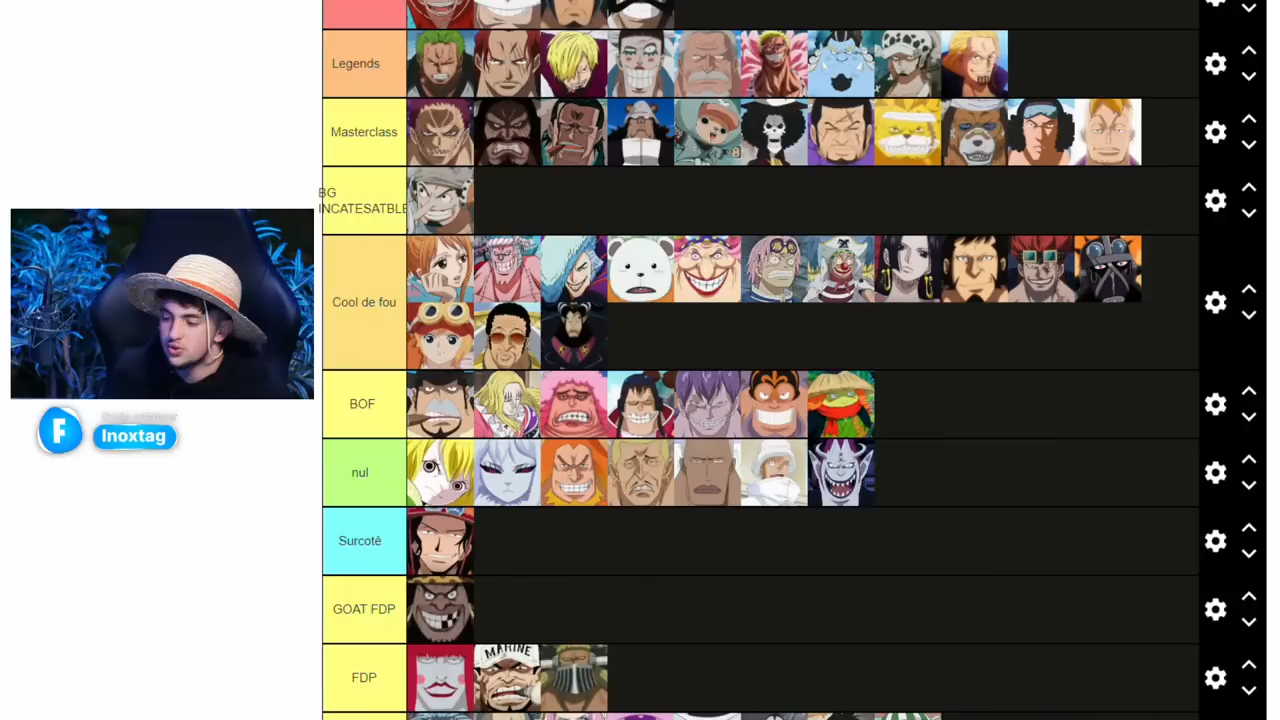 Legends
Masterclass
BG
INCATESATBLE
Cool de fou
BOF
nul
Surcoté
GOAT FDP
FDP
MARINE
F
Inoxtag